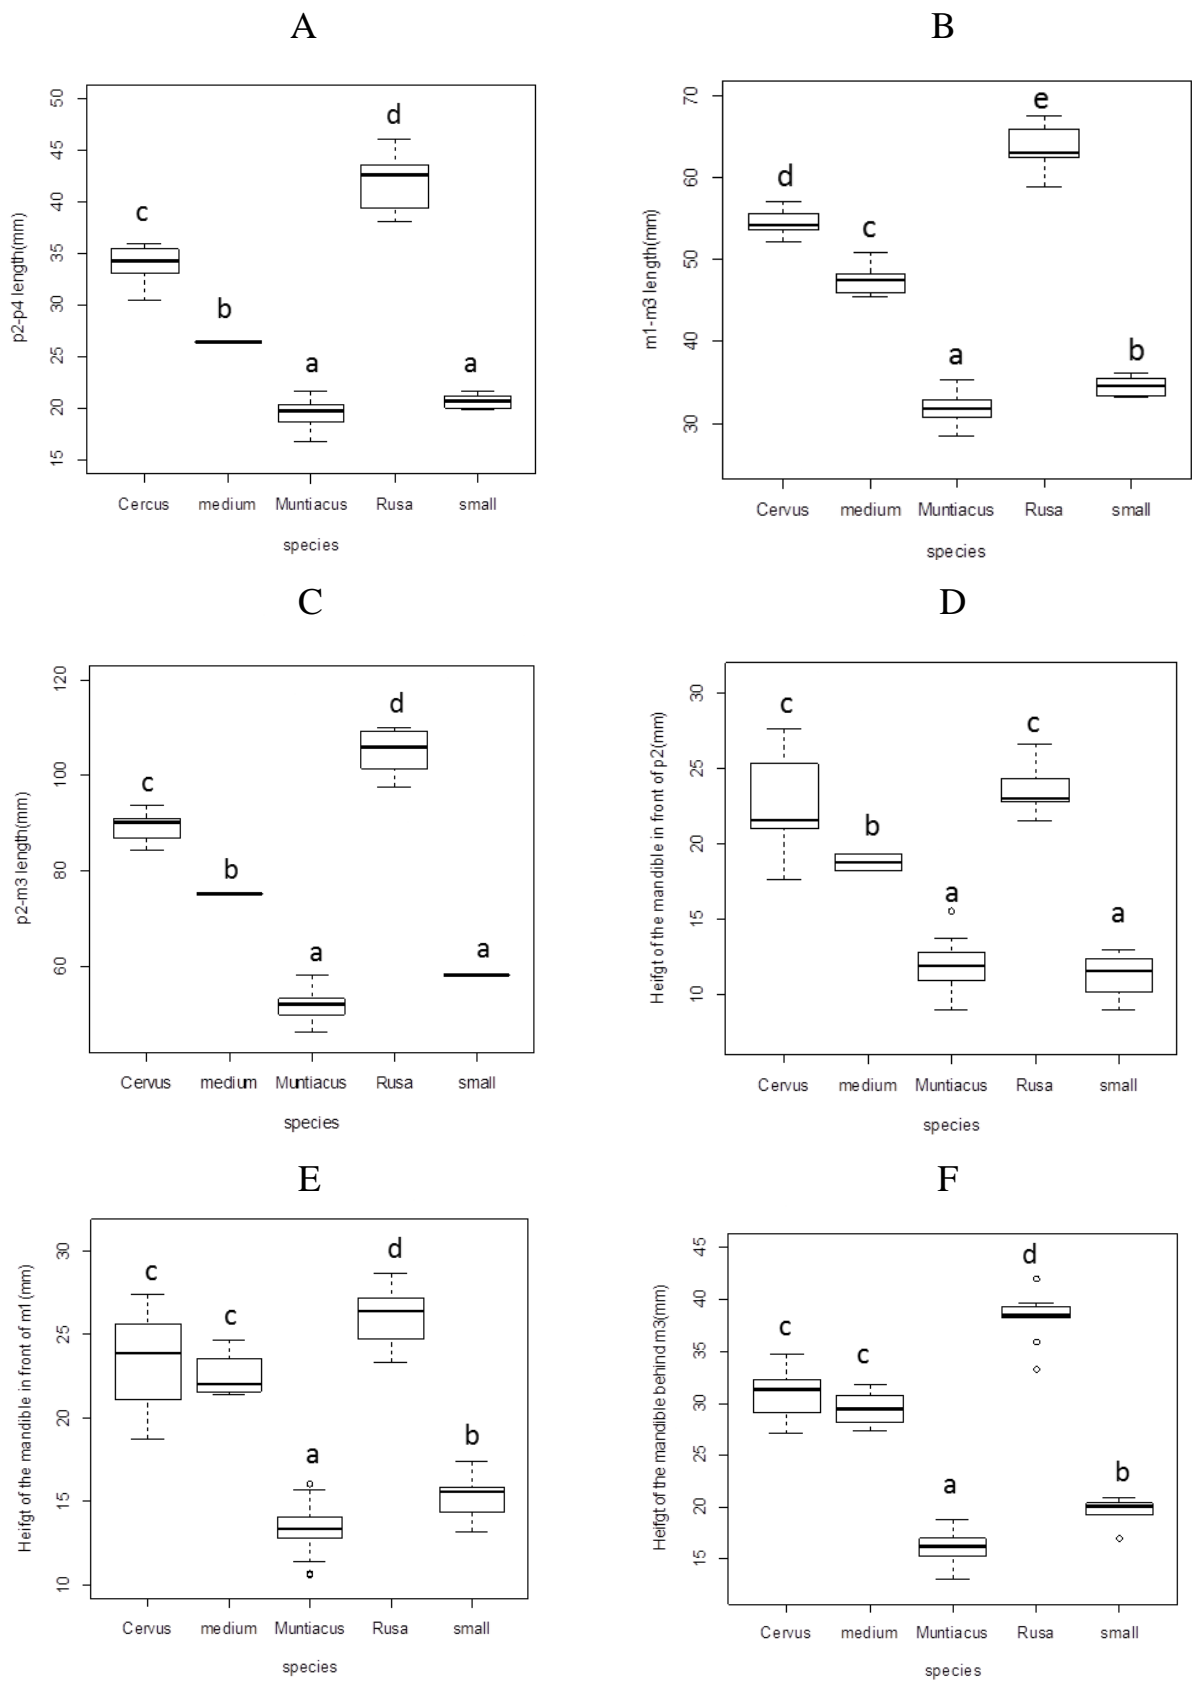 A
50
45
40
35
30
25
20
15
p2-p4 length(mm)
c
b
a
d
a
Cercus medium Muntiacus Rusa small
species
B
70
60
50
40
30
m1-m3 length(mm)
d
c
a
e
b
Cervus medium Muntiacus Rusa small
species
C
120
100
80
60
p2-m3 length(mm)
c
b
a
d
a
Cervus medium Muntiacus Rusa small
species
D
30
25
20
15
10
Heifgt of the mandible in front of p2(mm)
c
b
a
c
a
Cervus medium Muntiacus Rusa small
species
E
30
25
20
15
10
Heifgt of the mandible in front of m1 (mm)
c
c
a
d
b
Cervus medium Muntiacus Rusa small
species
F
45
40
35
30
25
20
15
Heifgt of the mandible behind m3(mm)
c
c
a
d
b
Cervus medium Muntiacus Rusa small
species